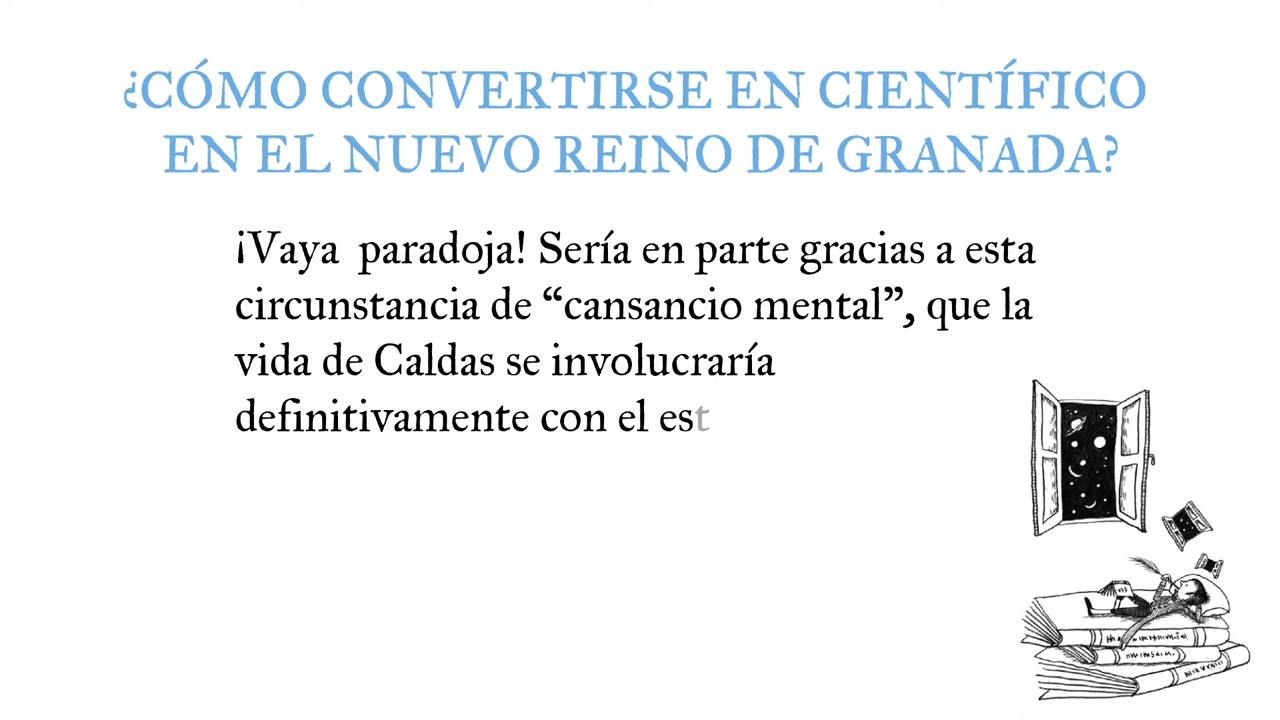 ¿CÓMO CONVERTIRSE EN CIENTÍFICO
EN EL NUEVO REINO DE GRANADA?
¡Vaya paradoja! Sería en parte gracias a esta
circunstancia de “cansancio mental”, que la
vida de Caldas se involucraría
definitivamente con el est